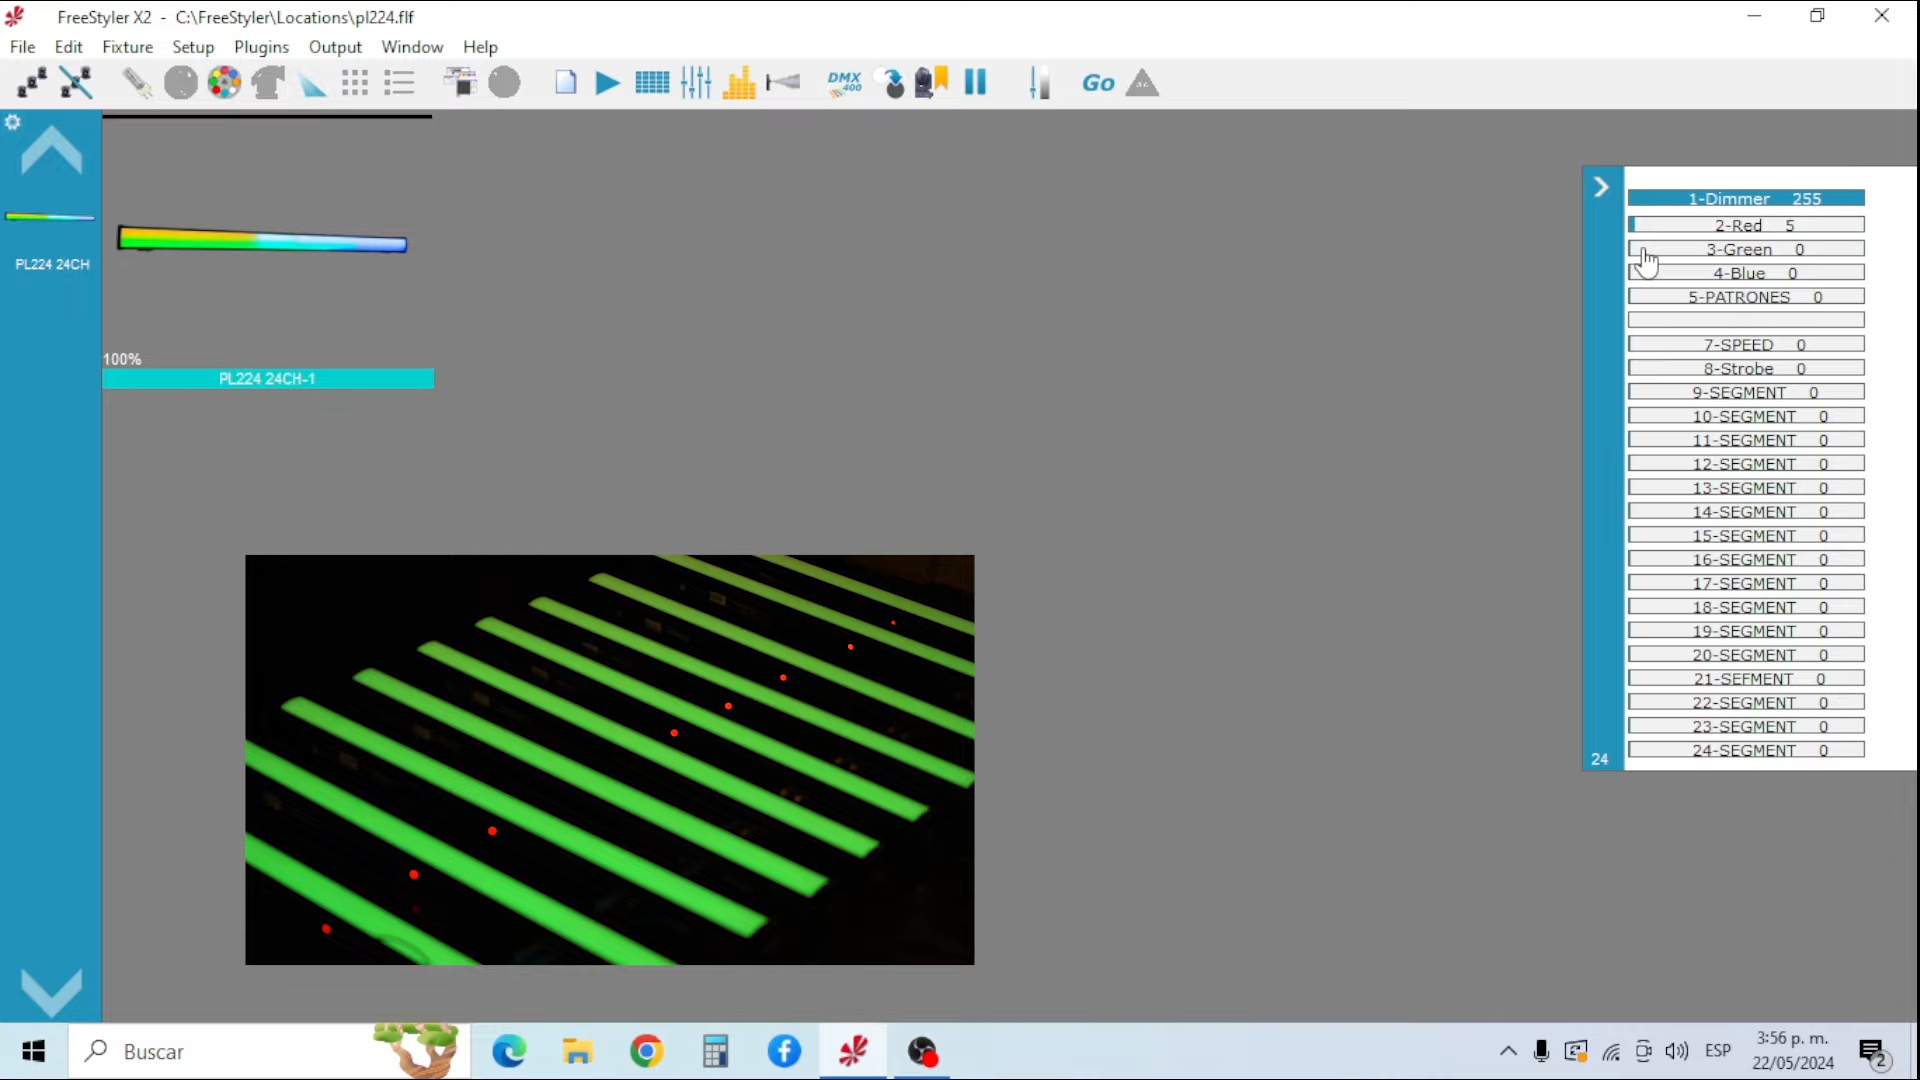 FreeStyler X2 - C:\FreeStyler\Locations\pl224.flf
File Edit Fixture Setup Plugins Output Window Help
DMX 400
Go
PL224 24CH
100%
PL224 24CH-1
1-Dimmer 255
2-Red 5
3-Green 0
4-Blue 0
5-PATRONES 0
7-SPEED 0
8-Strobe 0
9-SEGMENT 0
10-SEGMENT 0
11-SEGMENT 0
12-SEGMENT 0
13-SEGMENT 0
14-SEGMENT 0
15-SEGMENT 0
16-SEGMENT 0
17-SEGMENT 0
18-SEGMENT 0
19-SEGMENT 0
20-SEGMENT 0
21-SEFMENT 0
22-SEGMENT 0
23-SEGMENT 0
24-SEGMENT 0
24
Buscar
ESP
3:56 p. m.
22/05/2024
2